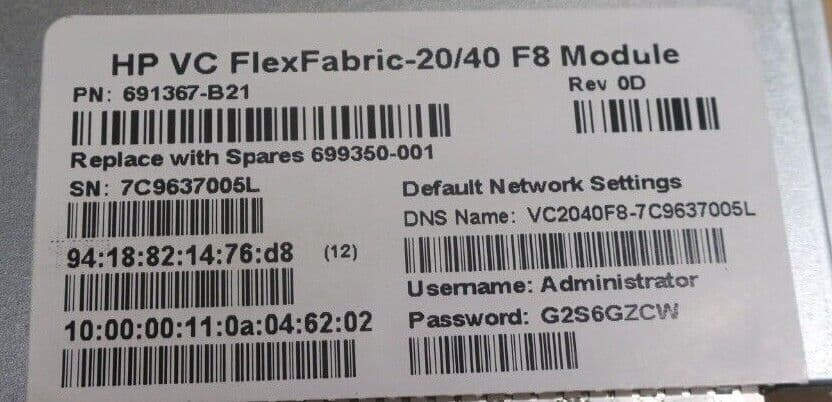 HP VC FlexFabric-20/40 F8 Module
PN: 691367-B21
Rev 0D
Replace with Spares 699350-001
SN: 7C9637005L
94:18:82:14:76:d8 (12)
10:00:00:11:0a:04:62:02
Default Network Settings
DNS Name: VC2040F8-7C9637005L
Username: Administrator
Password: G2S6GZCW